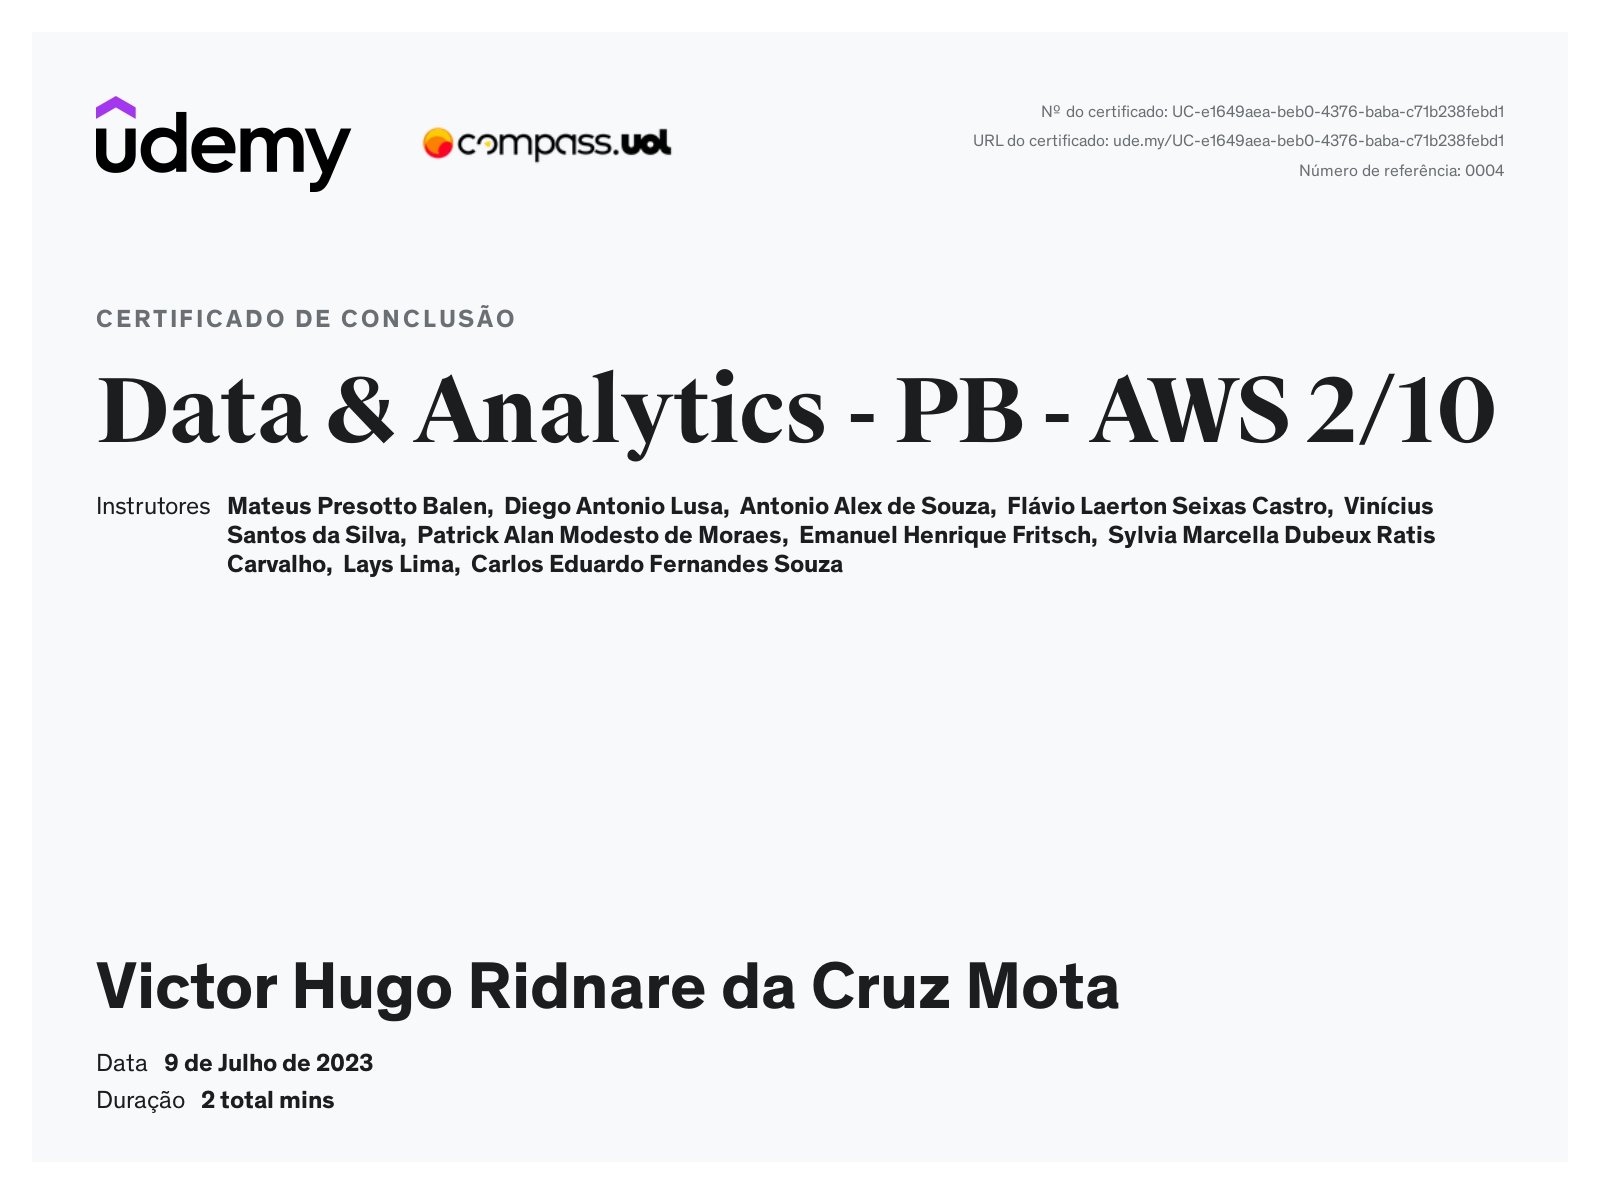 udemy
compass.uol
Nº do certificado: UC-e1649aea-beb0-4376-baba-c71b238febd1
URL do certificado: ude.my/UC-e1649aea-beb0-4376-baba-c71b238febd1
Número de referência: 0004
CERTIFICADO DE CONCLUSÃO
Data & Analytics - PB - AWS 2/10
Instrutores Mateus Presotto Balen, Diego Antonio Lusa, Antonio Alex de Souza, Flávio Laerton Seixas Castro, Vinícius
Santos da Silva, Patrick Alan Modesto de Moraes, Emanuel Henrique Fritsch, Sylvia Marcella Dubeux Ratis
Carvalho, Lays Lima, Carlos Eduardo Fernandes Souza
Victor Hugo Ridnare da Cruz Mota
Data 9 de Julho de 2023
Duração 2 total mins